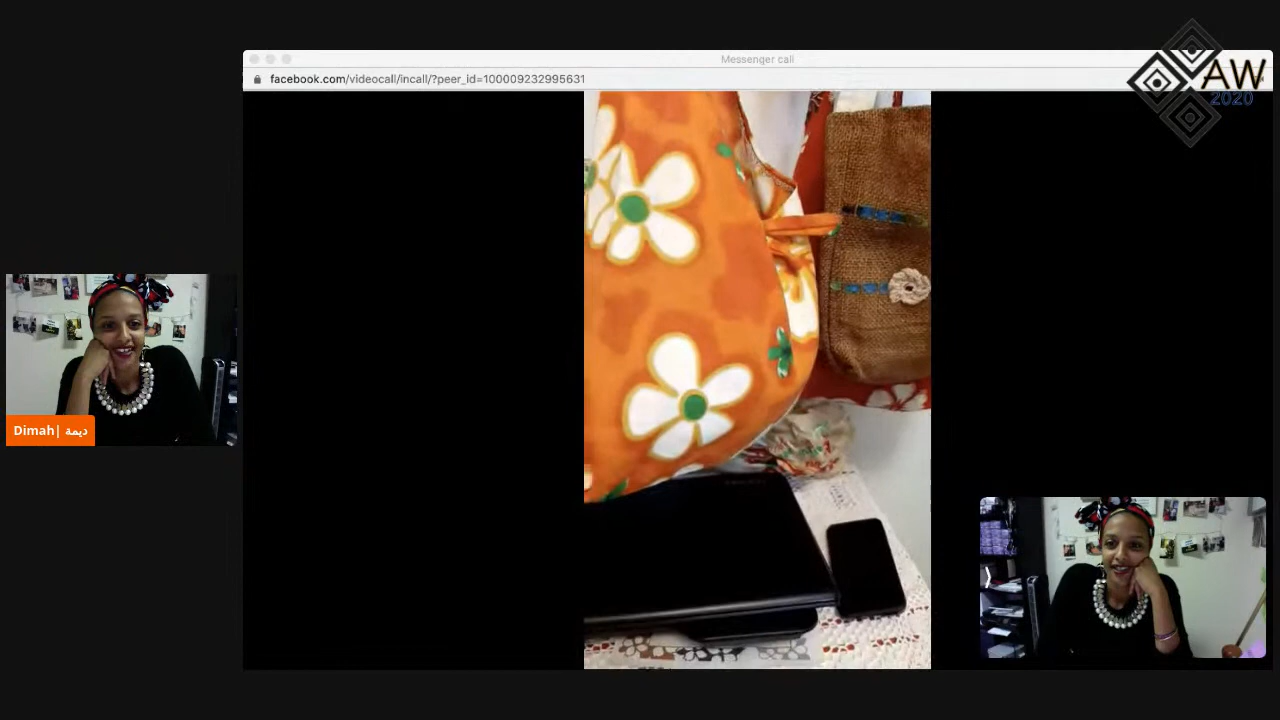 Messenger call
facebook.com/videocall/incall/?peer_id=100009232995631
AW
2020
Dimah| ديمة